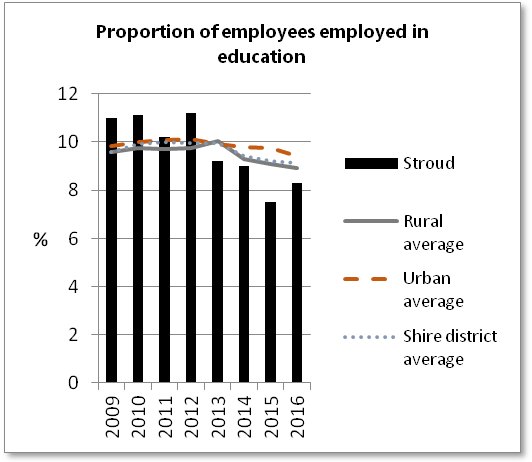 Proportion of employees employed in
education
12
10
8
6
4
2
0
%
2009
2010
2011
2012
2013
2014
2015
2016
Stroud
Rural
average
Urban
average
Shire district
average